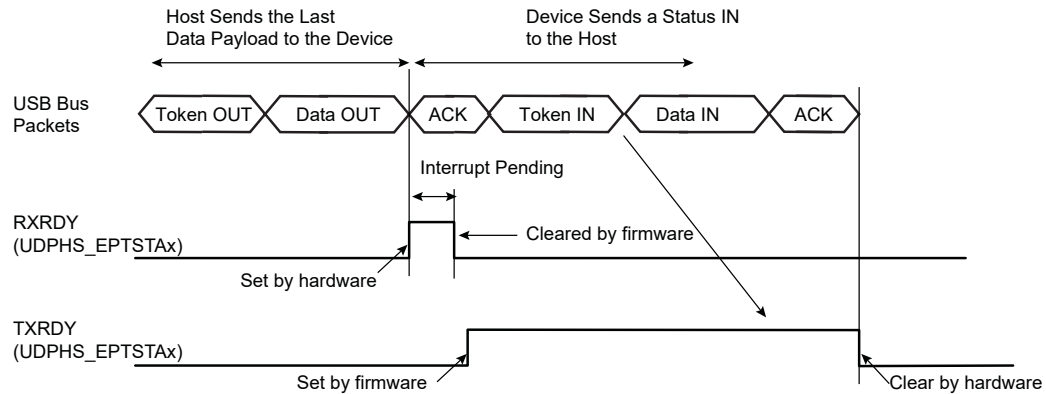 Host Sends the Last
Data Payload to the Device
Device Sends a Status IN
to the Host
USB Bus
Packets
Token OUT
Data OUT
ACK
Token IN
Data IN
ACK
Interrupt Pending
RXRDY
(UDPHS_EPTSTAx)
Cleared by firmware
Set by hardware
TXRDY
(UDPHS_EPTSTAx)
Set by firmware
Clear by hardware